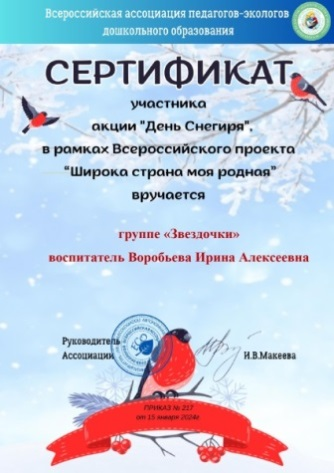 Всероссийская ассоциация педагогов-экологов
дошкольного образования
СЕРТИФИКАТ
участника
акции "День Снегиря",
в рамках Всероссийского проекта
"Широка страна моя родная"
вручается
группе «Звездочки»
воспитатель Воробьева Ирина Алексеевна
Руководитель
Ассоциации
И.В.Макеева
ПРИКАЗ № 217
от 15 января 2024г